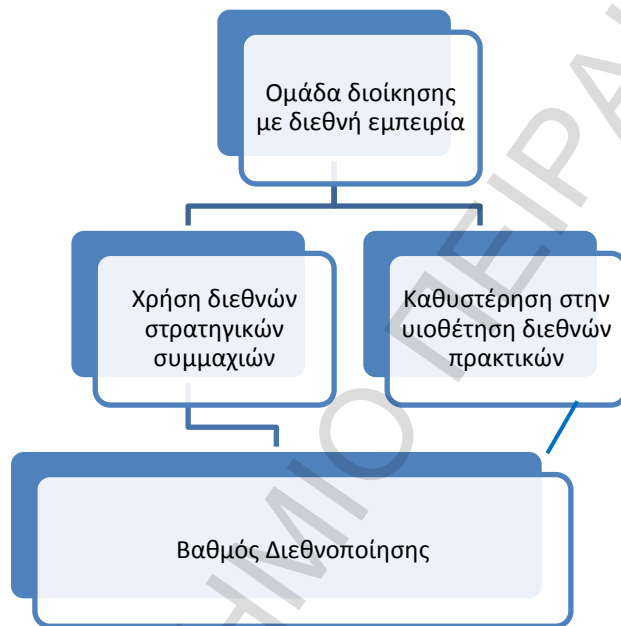 Ομάδα διοίκησης
με διεθνή εμπειρία
Χρήση διεθνών
στρατηγικών
συμμαχιών
Καθυστέρηση στην
υιοθέτηση διεθνών
πρακτικών
Βαθμός Διεθνοποίησης